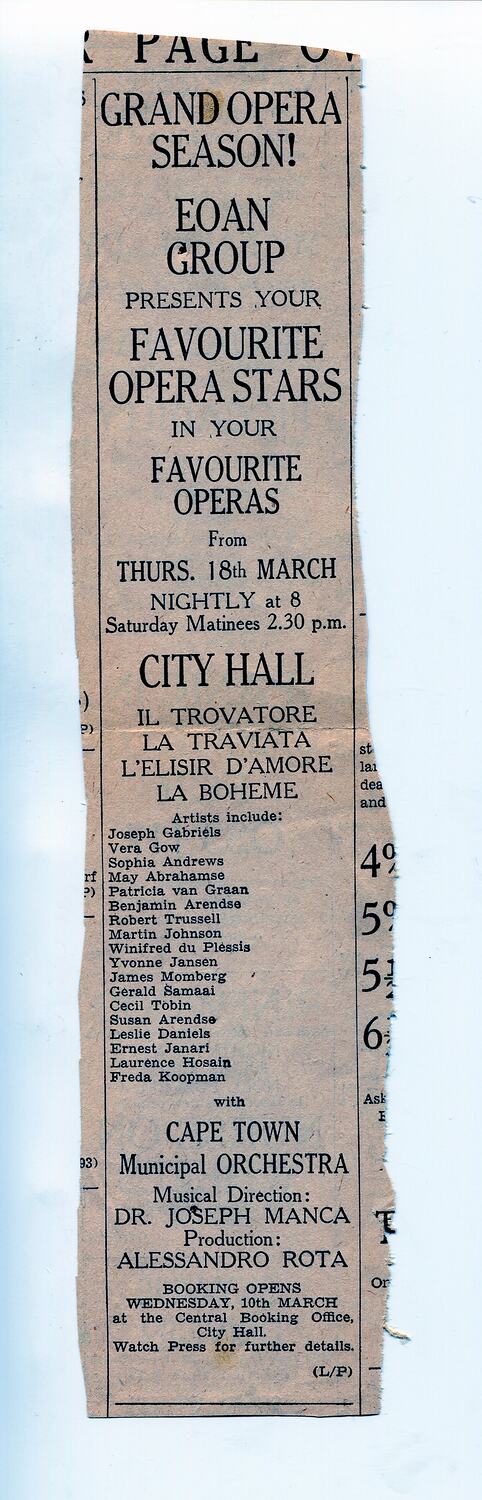 PAGE
GRAND OPERA
SEASON!
EOAN
GROUP
PRESENTS YOUR
FAVOURITE
OPERA STARS
IN YOUR
FAVOURITE
OPERAS
From
THURS. 18th MARCH
NIGHTLY at 8
Saturday Matinees 2.30 p.m.
CITY HALL
IL TROVATORE
LA TRAVIATA
L'ELISIR D'AMORE
LA BOHEME
Artists include:
Joseph Gabriels
Vera Gow
Sophia Andrews
May Abrahamse
Patricia van Graan
Benjamin Arendse
Robert Trussell
Martin Johnson
Winifred du Plessis
Yvonne Jansen
James Momberg
Gerald Samaai
Cecil Tobin
Susan Arendse
Leslie Daniels
Ernest Janari
Laurence Hosain
Freda Koopman
with
CAPE TOWN
Municipal ORCHESTRA
Musical Direction:
DR. JOSEPH MANCA
Production:
ALESSANDRO ROTA
BOOKING OPENS
WEDNESDAY, 10th MARCH
at the Central Booking Office,
City Hall.
Watch Press for further details.
(L/P)